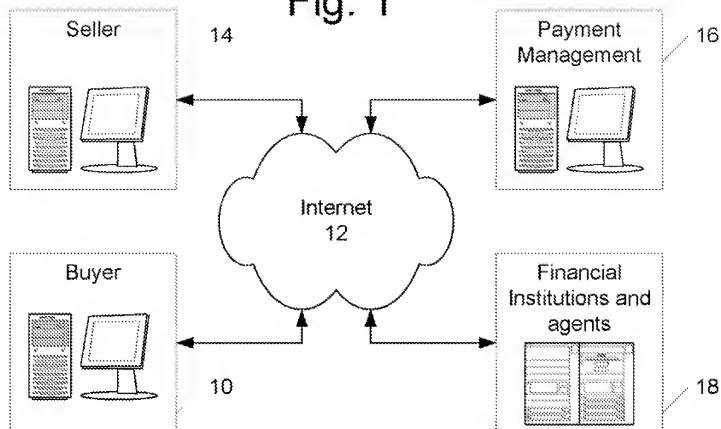 Fig. 1
Seller
14
Payment
Management
16
Internet
12
Buyer
10
Financial
Institutions and
agents
18